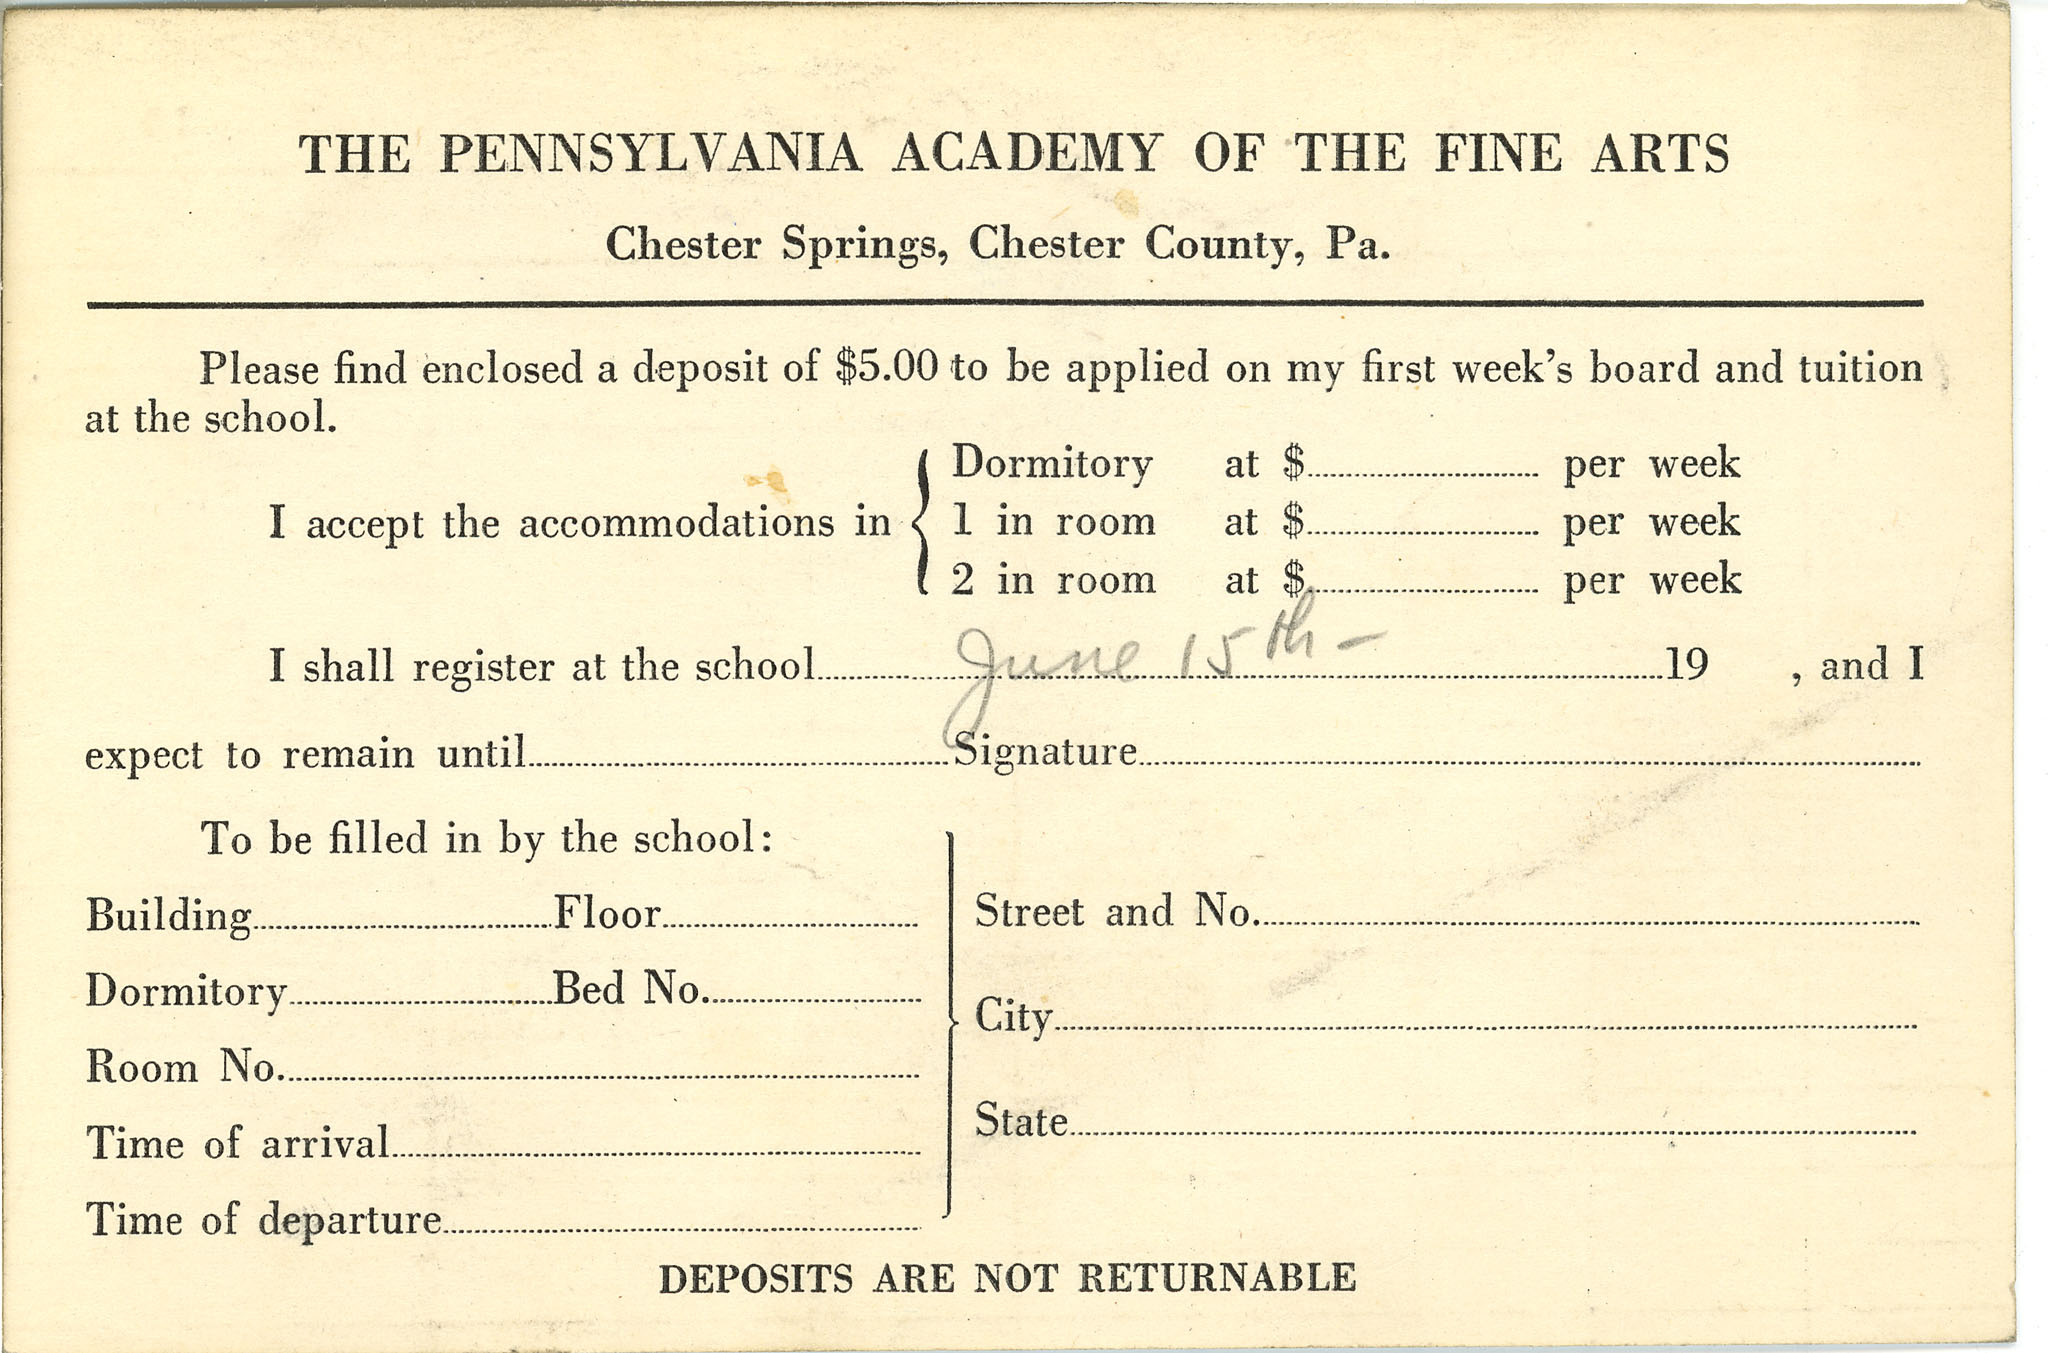 THE PENNSYLVANIA ACADEMY OF THE FINE ARTS
Chester Springs, Chester County, Pa.
Please find enclosed a deposit of $5.00 to be applied on my first week's board and tuition
at the school.
I accept the accommodations in
Dormitory at $ per week
1 in room at $ per week
2 in room at $ per week
I shall register at the school June 15th - 19 , and I
expect to remain until Signature
To be filled in by the school:
Building Floor
Dormitory Bed No.
Room No.
Time of arrival
Time of departure
Street and No.
City
State
DEPOSITS ARE NOT RETURNABLE